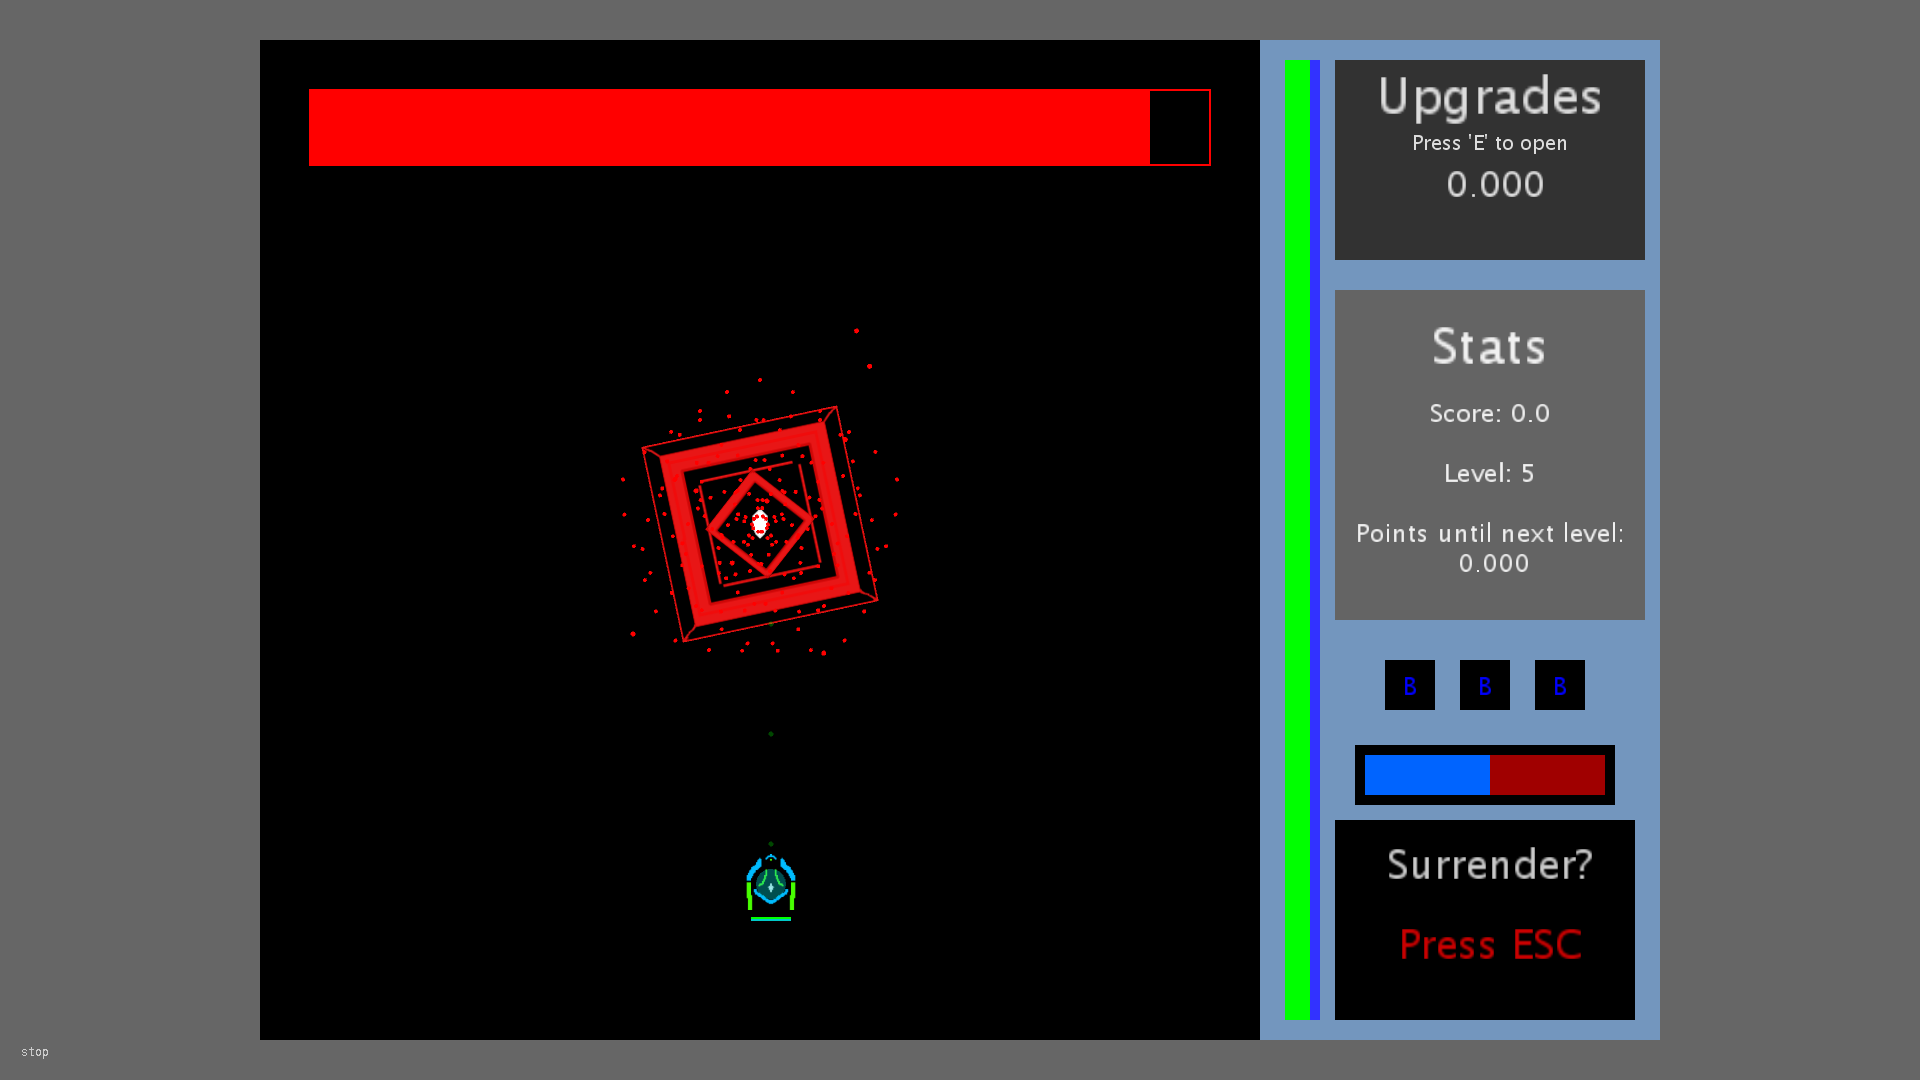 Upgrades
Press 'E' to open
0.000
Stats
Score: 0.0
Level: 5
Points until next level:
0.000
B B B
Surrender?
Press ESC
stop